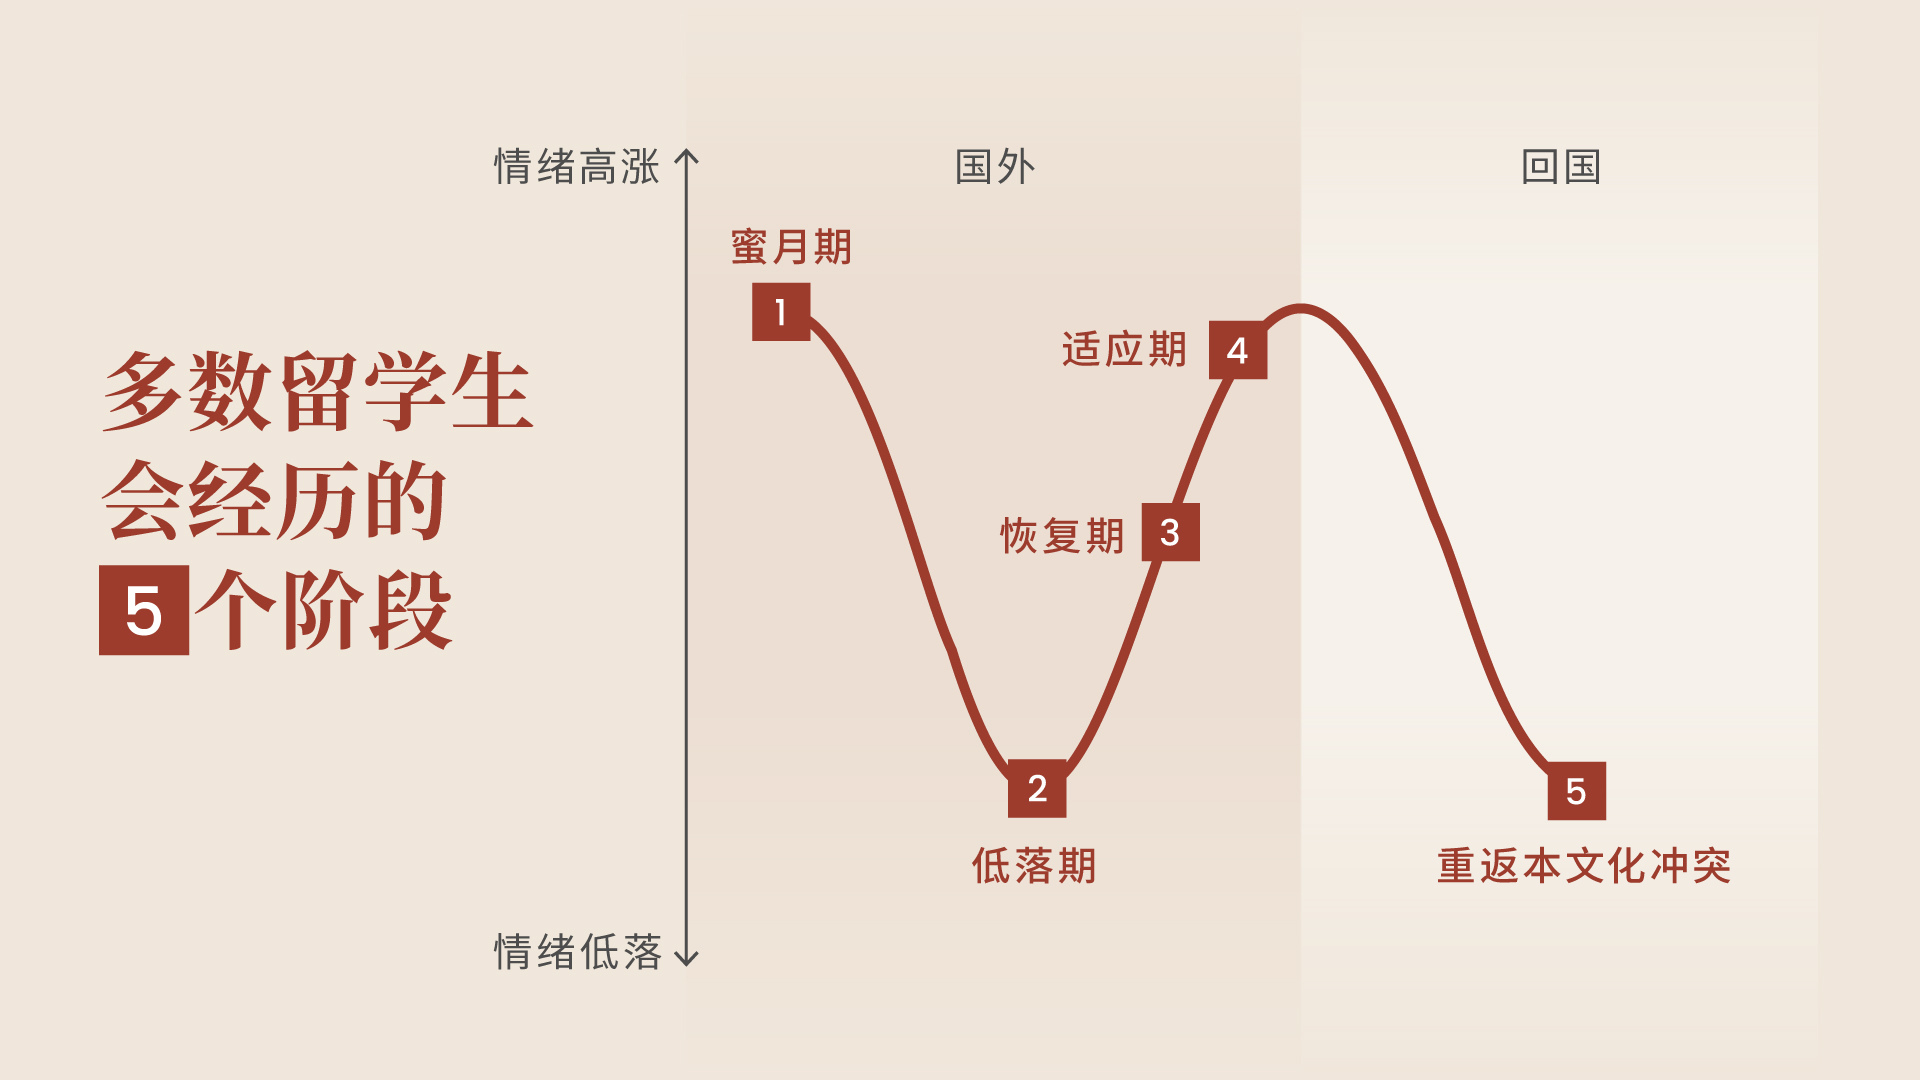 多数留学生
会经历的
5个阶段
情绪高涨
国外
回国
蜜月期
1
适应期
4
恢复期
3
2
低落期
5
重返本文化冲突
情绪低落